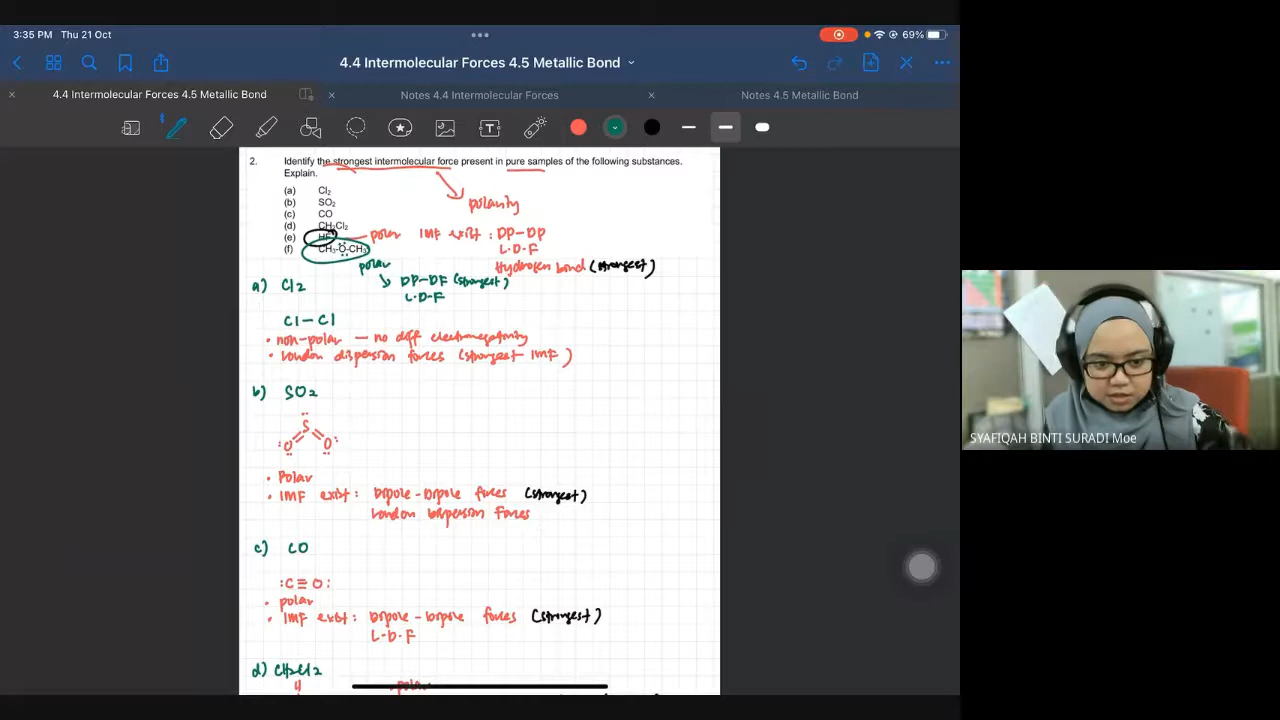 3:35 PM Thu 21 Oct
69%
4.4 Intermolecular Forces 4.5 Metallic Bond
4.4 Intermolecular Forces 4.5 Metallic Bond
Notes 4.4 Intermolecular Forces
Notes 4.5 Metallic Bond
2. Identify the strongest intermolecular force present in pure samples of the following substances.
Explain.
polarity
(a) Cl2
(b) SO2
(c) CO
(d) CH2Cl2
(e) HF polar IMF exist : DP-DP
(f) CH3-O-CH3 L.D.F
polar Hydrogen bond (strongest)
DP-DF (strongest)
L.D.F
a) Cl2
Cl-Cl
• non-polar — no diff electronegativity
• London dispersion forces (strongest IMF)
b) SO2
S
:O O:
• Polar
• IMF exist: Dipole-Dipole forces (strongest)
London Dispersion Forces
c) CO
:C≡O:
• polar
• IMF exist: Dipole-Dipole forces (strongest)
L.D.F
d) CH2Cl2
H polar
SYAFIQAH BINTI SURADI Moe